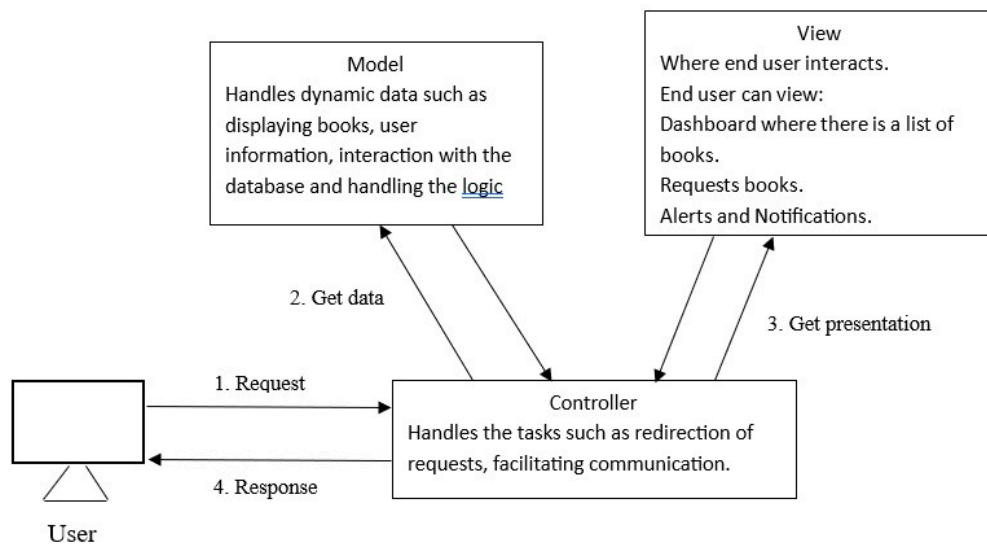 Model
Handles dynamic data such as
displaying books, user
information, interaction with the
database and handling the logic
View
Where end user interacts.
End user can view:
Dashboard where there is a list of
books.
Requests books.
Alerts and Notifications.
2. Get data
3. Get presentation
1. Request
Controller
Handles the tasks such as redirection of
requests, facilitating communication.
4. Response
User